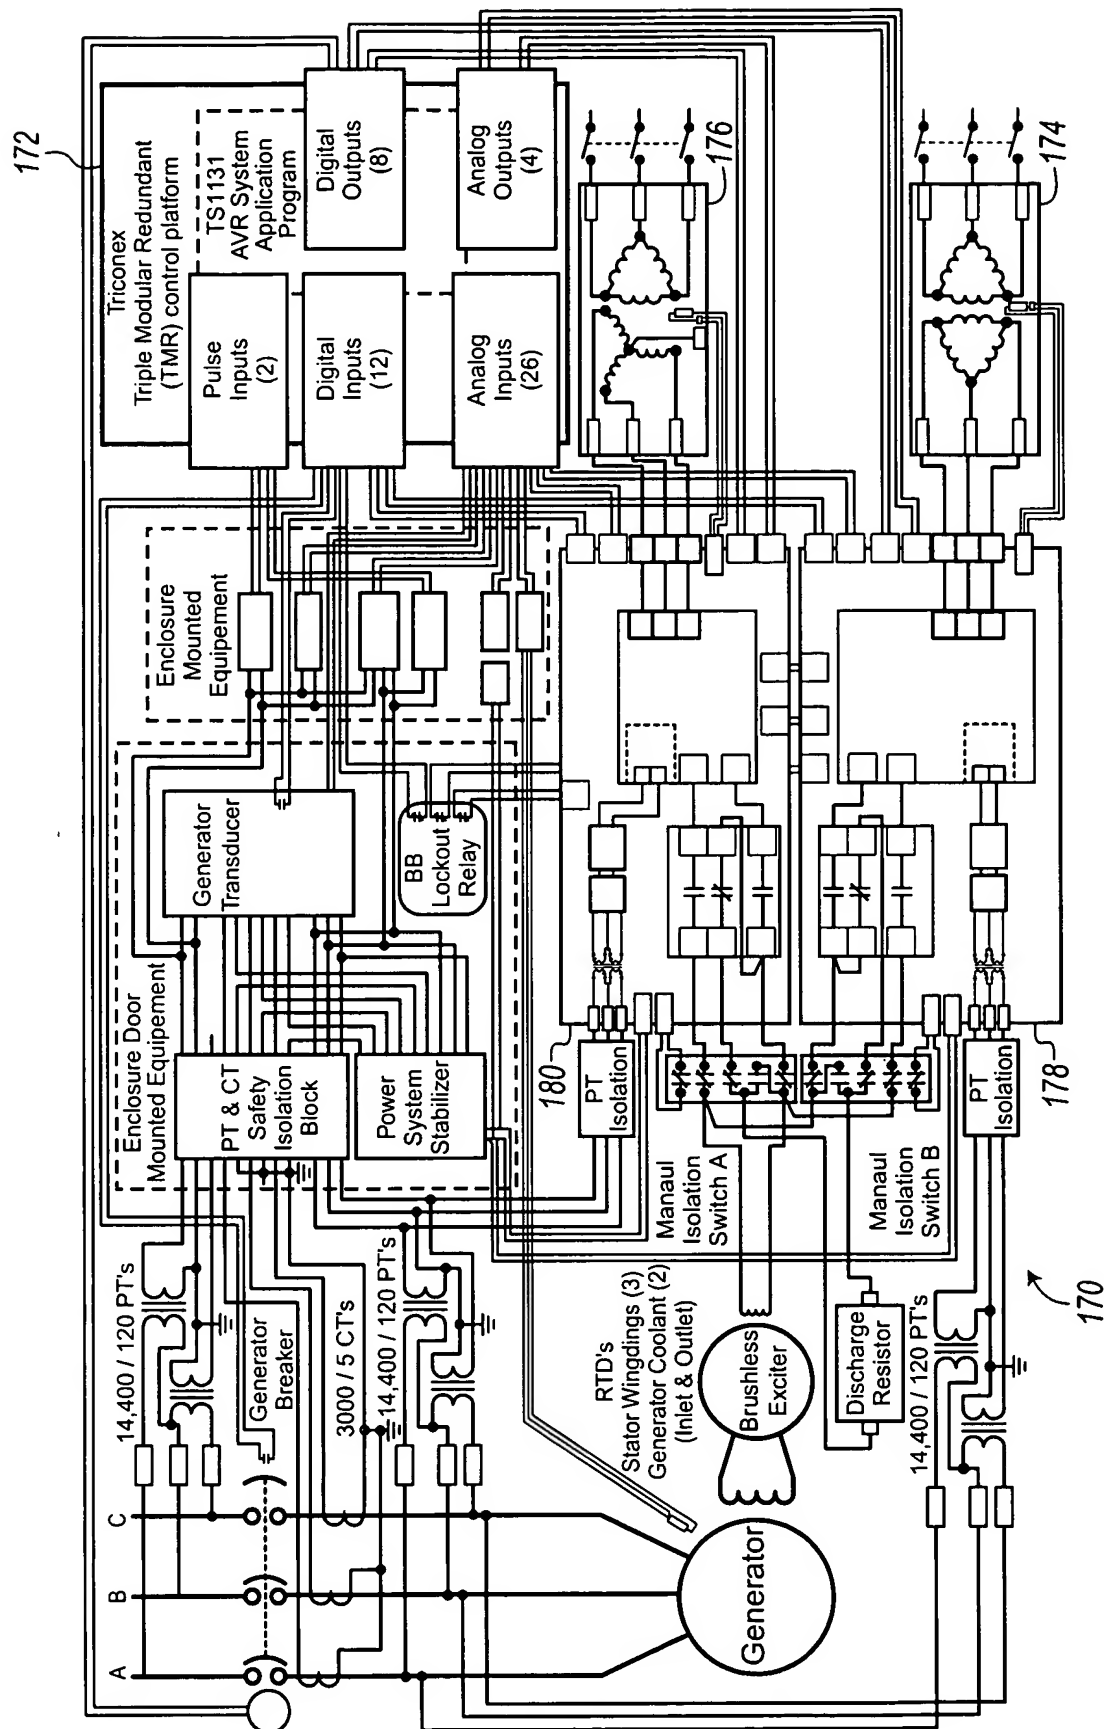 172
Triconex
Triple Modular Redundant
(TMR) control platform
TS1131
AVR System
Application
Program
Pulse
Inputs
(2)
Digital
Inputs
(12)
Analog
Inputs
(26)
Digital
Outputs
(8)
Analog
Outputs
(4)
176
174
Enclosure
Mounted
Equipement
Enclosure Door
Mounted Equipement
Generator
Transducer
BB
Lockout
Relay
PT & CT
Safety
Isolation
Block
Power
System
Stabilizer
180
PT
Isolation
178
PT
Isolation
Manaul
Isolation
Switch A
Manaul
Isolation
Switch B
14,400 / 120 PT's
Generator
Breaker
3000 / 5 CT's
14,400 / 120 PT's
RTD's
Stator Wingdings (3)
Generator Coolant (2)
(Inlet & Outlet)
Brushless
Exciter
Discharge
Resistor
14,400 / 120 PT's
170
A
B
C
Generator